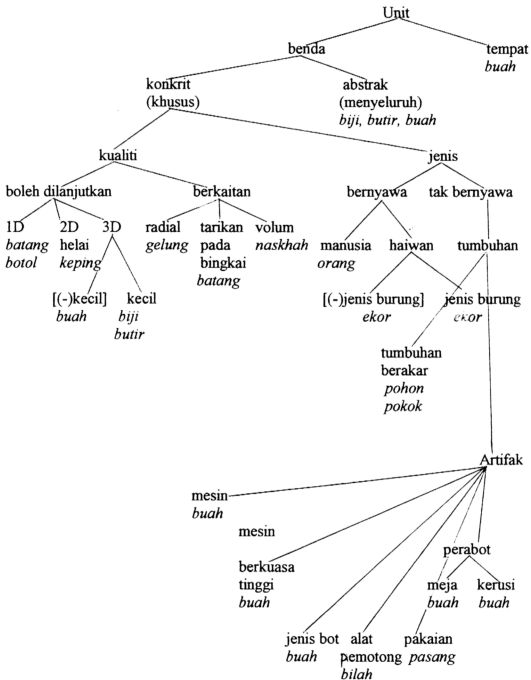 Unit
benda tempat
buah
konkrit abstrak
(khusus) (menyeluruh)
biji, butir, buah
kualiti jenis
boleh dilanjutkan berkaitan bernyawa tak bernyawa
1D 2D 3D radial tarikan volum manusia haiwan tumbuhan
batang helai gelung pada naskhah orang
botol keping bingkai
batang
[(-)kecil] kecil [(-)jenis burung] jenis burung
buah biji ekor ekor
butir
tumbuhan
berakar
pohon
pokok
Artifak
mesin
buah
mesin
perabot
berkuasa
tinggi meja kerusi
buah buah buah
jenis bot alat pakaian
buah pemotong pasang
bilah